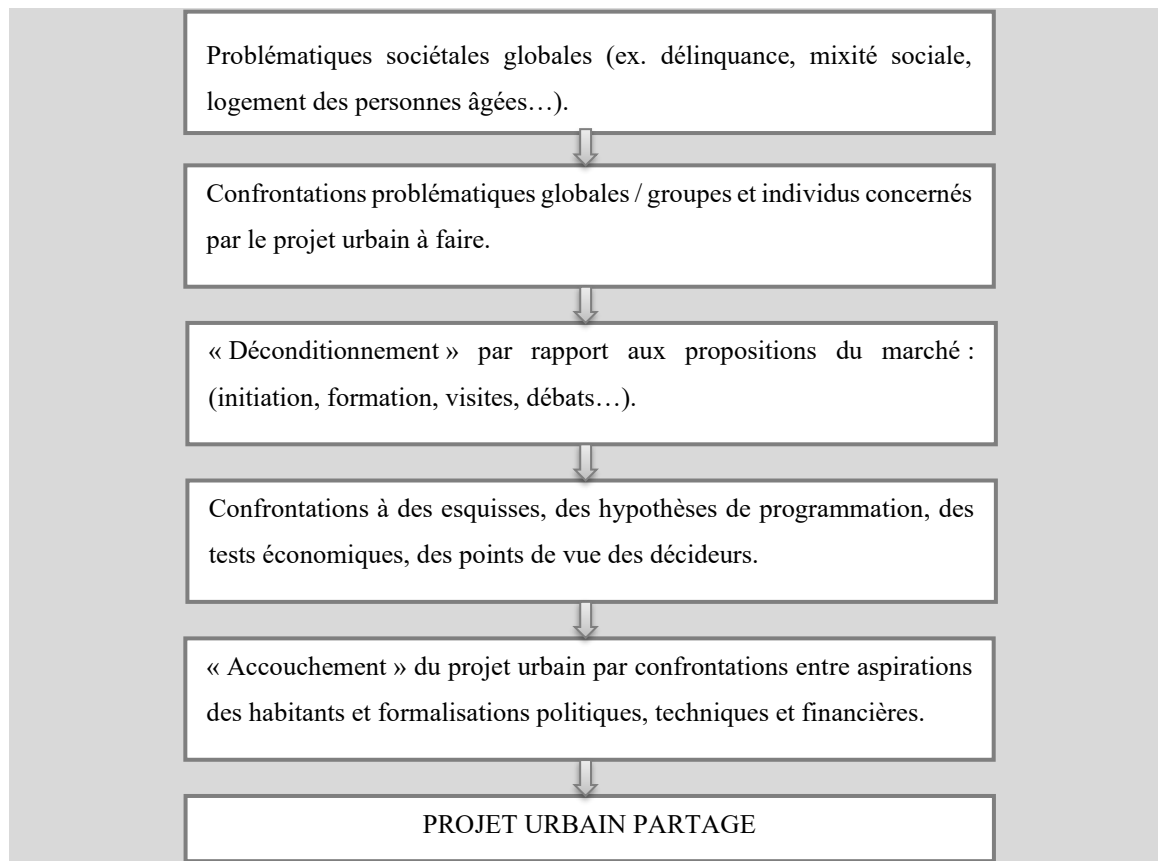 Problématiques sociétales globales (ex. délinquance, mixité sociale,
logement des personnes âgées…).
Confrontations problématiques globales / groupes et individus concernés
par le projet urbain à faire.
« Déconditionnement » par rapport aux propositions du marché :
(initiation, formation, visites, débats…).
Confrontations à des esquisses, des hypothèses de programmation, des
tests économiques, des points de vue des décideurs.
« Accouchement » du projet urbain par confrontations entre aspirations
des habitants et formalisations politiques, techniques et financières.
PROJET URBAIN PARTAGE